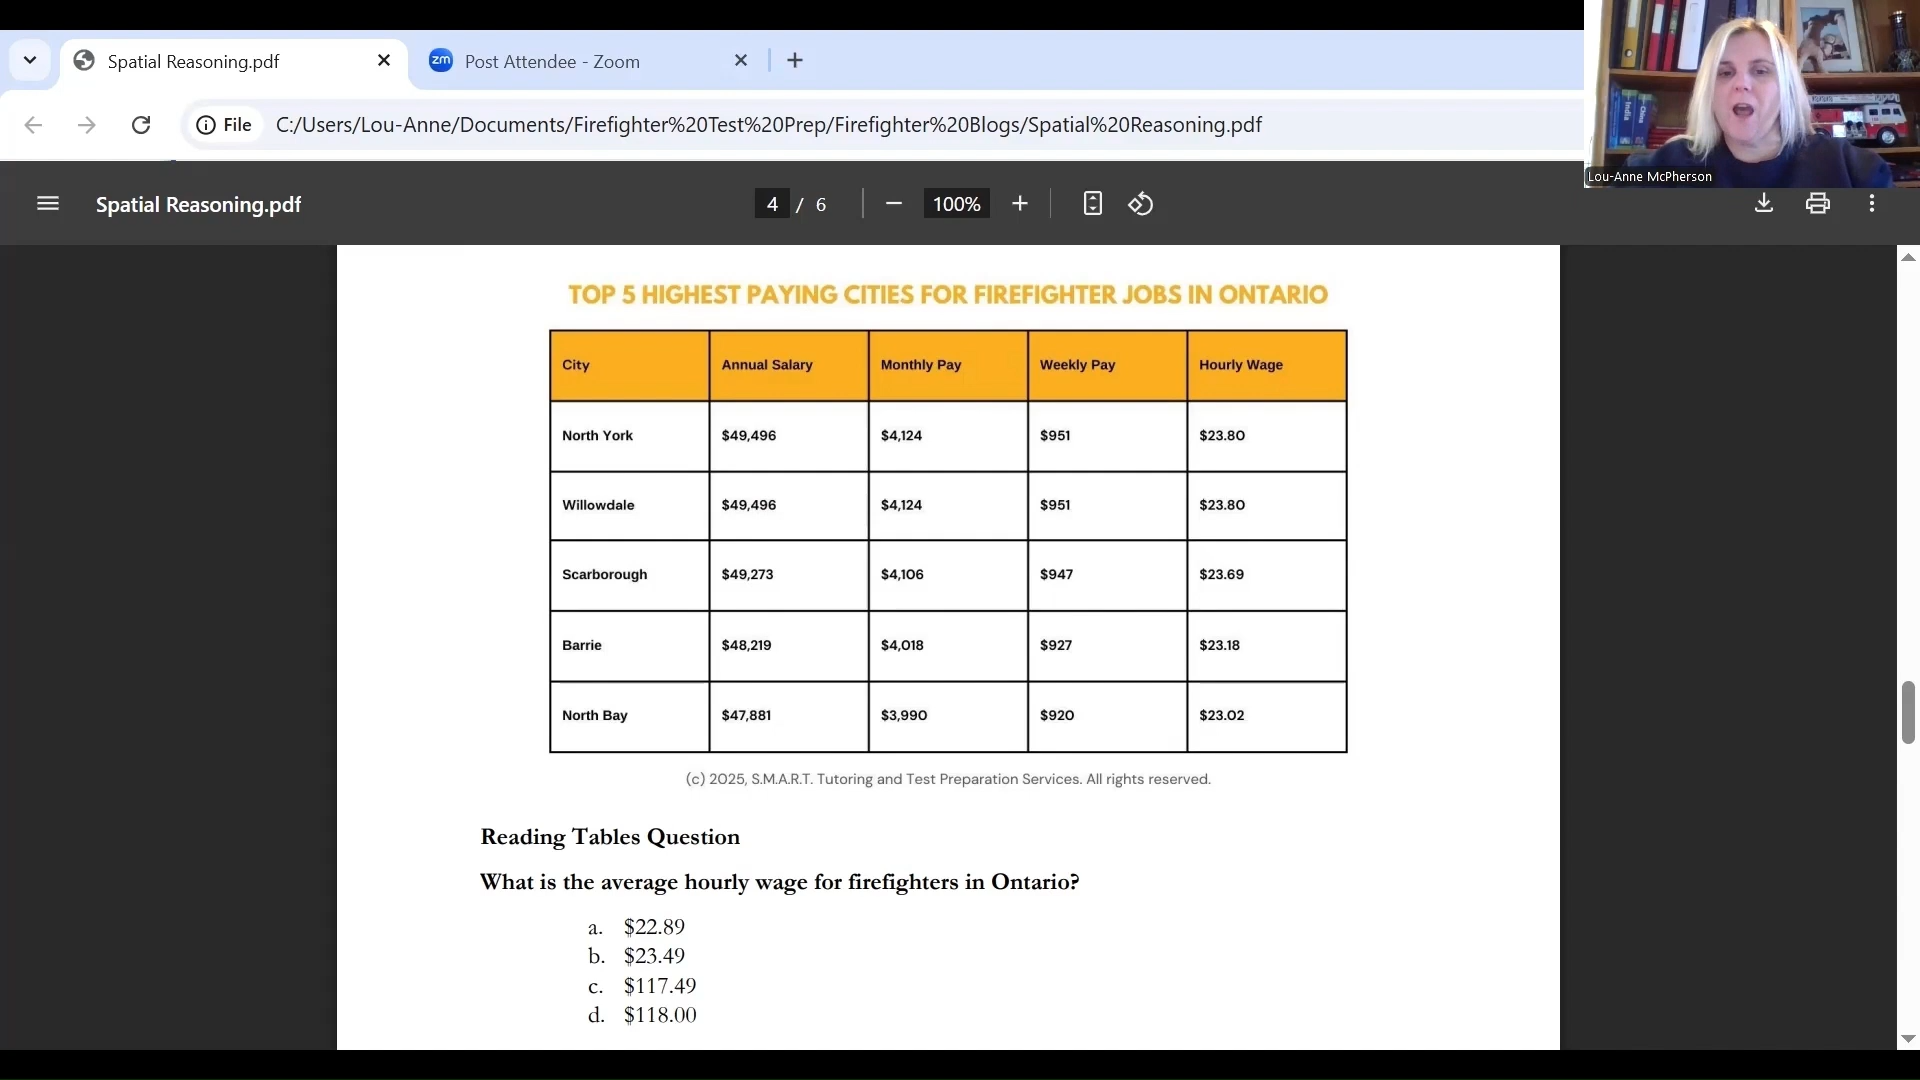 Spatial Reasoning.pdf
zm Post Attendee - Zoom
File C:/Users/Lou-Anne/Documents/Firefighter%20Test%20Prep/Firefighter%20Blogs/Spatial%20Reasoning.pdf
India
China
Lou-Anne McPherson
Spatial Reasoning.pdf 4 / 6 100%
TOP 5 HIGHEST PAYING CITIES FOR FIREFIGHTER JOBS IN ONTARIO
City Annual Salary Monthly Pay Weekly Pay Hourly Wage
North York $49,496 $4,124 $951 $23.80
Willowdale $49,496 $4,124 $951 $23.80
Scarborough $49,273 $4,106 $947 $23.69
Barrie $48,219 $4,018 $927 $23.18
North Bay $47,881 $3,990 $920 $23.02
(c) 2025, S.M.A.R.T. Tutoring and Test Preparation Services. All rights reserved.
Reading Tables Question
What is the average hourly wage for firefighters in Ontario?
a. $22.89
b. $23.49
c. $117.49
d. $118.00